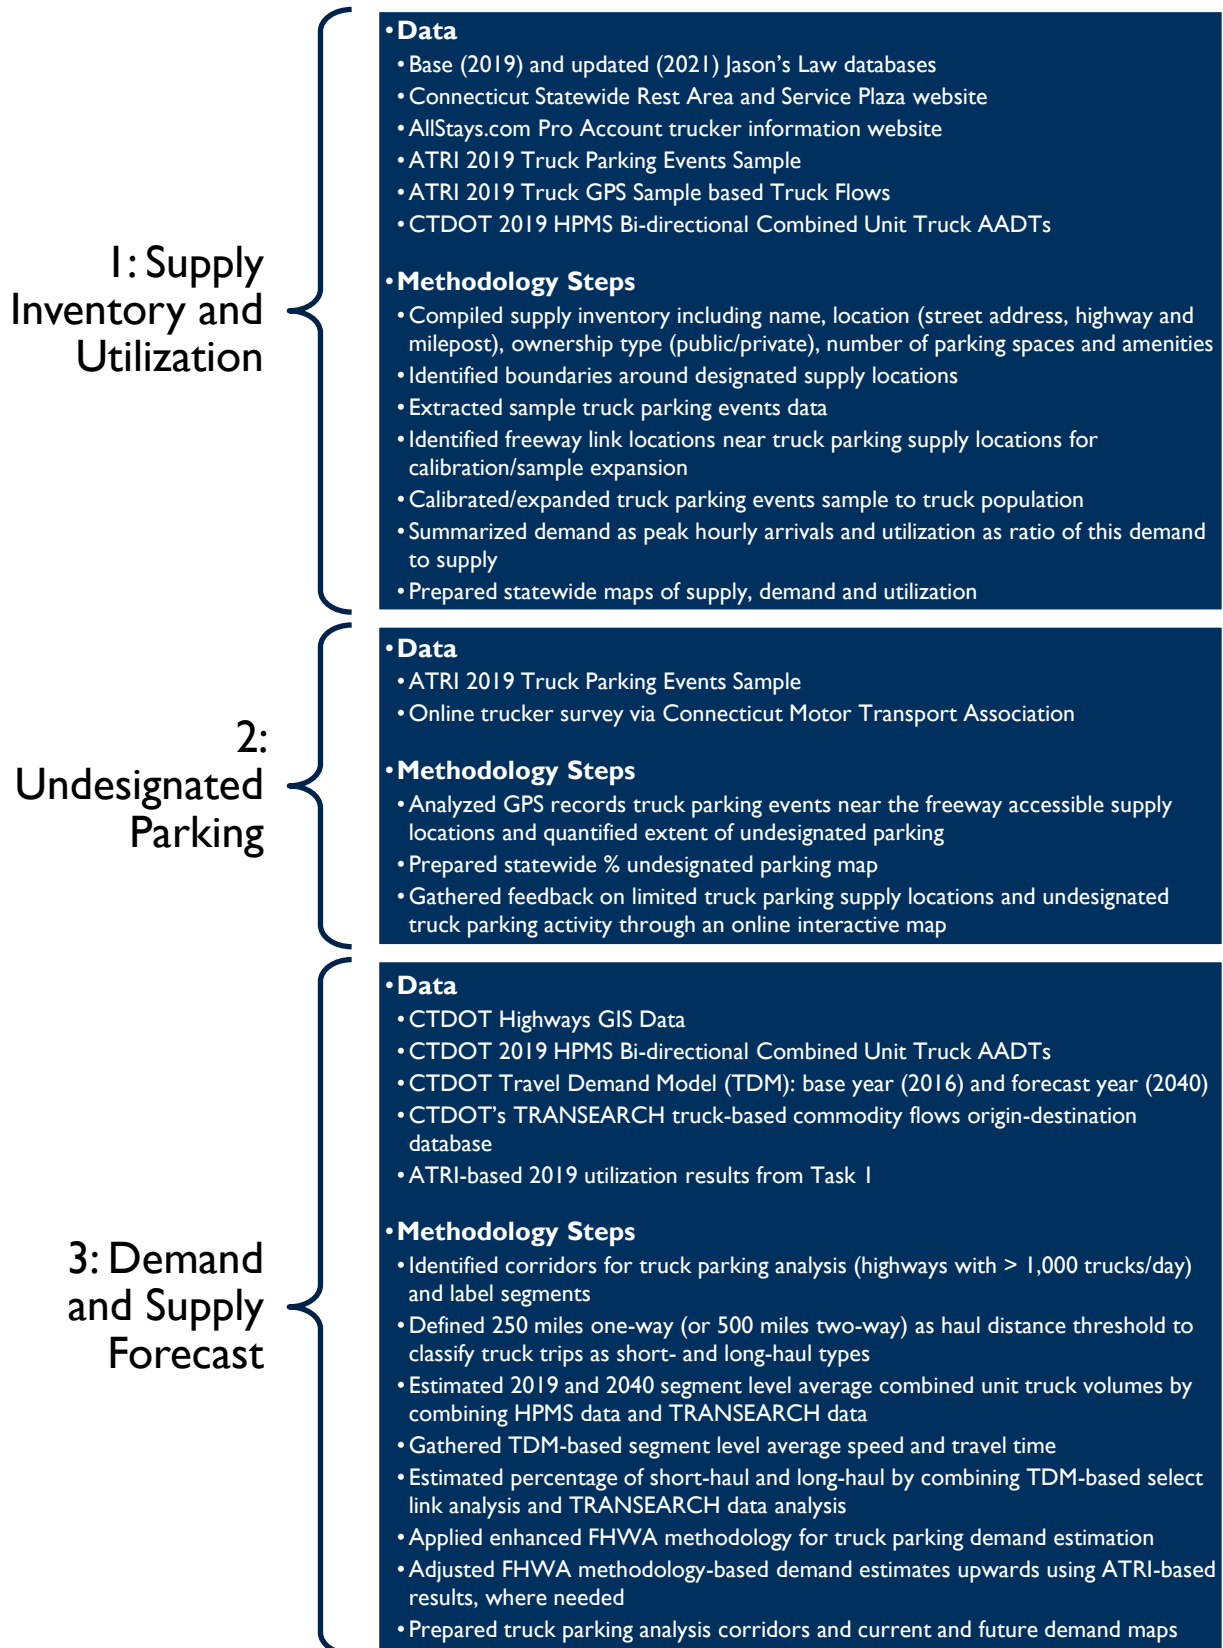 1: Supply
Inventory and
Utilization
•Data
•Base (2019) and updated (2021) Jason's Law databases
•Connecticut Statewide Rest Area and Service Plaza website
•AllStays.com Pro Account trucker information website
•ATRI 2019 Truck Parking Events Sample
•ATRI 2019 Truck GPS Sample based Truck Flows
•CTDOT 2019 HPMS Bi-directional Combined Unit Truck AADTs
•Methodology Steps
•Compiled supply inventory including name, location (street address, highway and
milepost), ownership type (public/private), number of parking spaces and amenities
•Identified boundaries around designated supply locations
•Extracted sample truck parking events data
•Identified freeway link locations near truck parking supply locations for
calibration/sample expansion
•Calibrated/expanded truck parking events sample to truck population
•Summarized demand as peak hourly arrivals and utilization as ratio of this demand
to supply
•Prepared statewide maps of supply, demand and utilization
2:
Undesignated
Parking
•Data
•ATRI 2019 Truck Parking Events Sample
•Online trucker survey via Connecticut Motor Transport Association
•Methodology Steps
•Analyzed GPS records truck parking events near the freeway accessible supply
locations and quantified extent of undesignated parking
•Prepared statewide % undesignated parking map
•Gathered feedback on limited truck parking supply locations and undesignated
truck parking activity through an online interactive map
3: Demand
and Supply
Forecast
•Data
•CTDOT Highways GIS Data
•CTDOT 2019 HPMS Bi-directional Combined Unit Truck AADTs
•CTDOT Travel Demand Model (TDM): base year (2016) and forecast year (2040)
•CTDOT's TRANSEARCH truck-based commodity flows origin-destination
database
•ATRI-based 2019 utilization results from Task 1
•Methodology Steps
•Identified corridors for truck parking analysis (highways with > 1,000 trucks/day)
and label segments
•Defined 250 miles one-way (or 500 miles two-way) as haul distance threshold to
classify truck trips as short- and long-haul types
•Estimated 2019 and 2040 segment level average combined unit truck volumes by
combining HPMS data and TRANSEARCH data
•Gathered TDM-based segment level average speed and travel time
•Estimated percentage of short-haul and long-haul by combining TDM-based select
link analysis and TRANSEARCH data analysis
•Applied enhanced FHWA methodology for truck parking demand estimation
•Adjusted FHWA methodology-based demand estimates upwards using ATRI-based
results, where needed
•Prepared truck parking analysis corridors and current and future demand maps